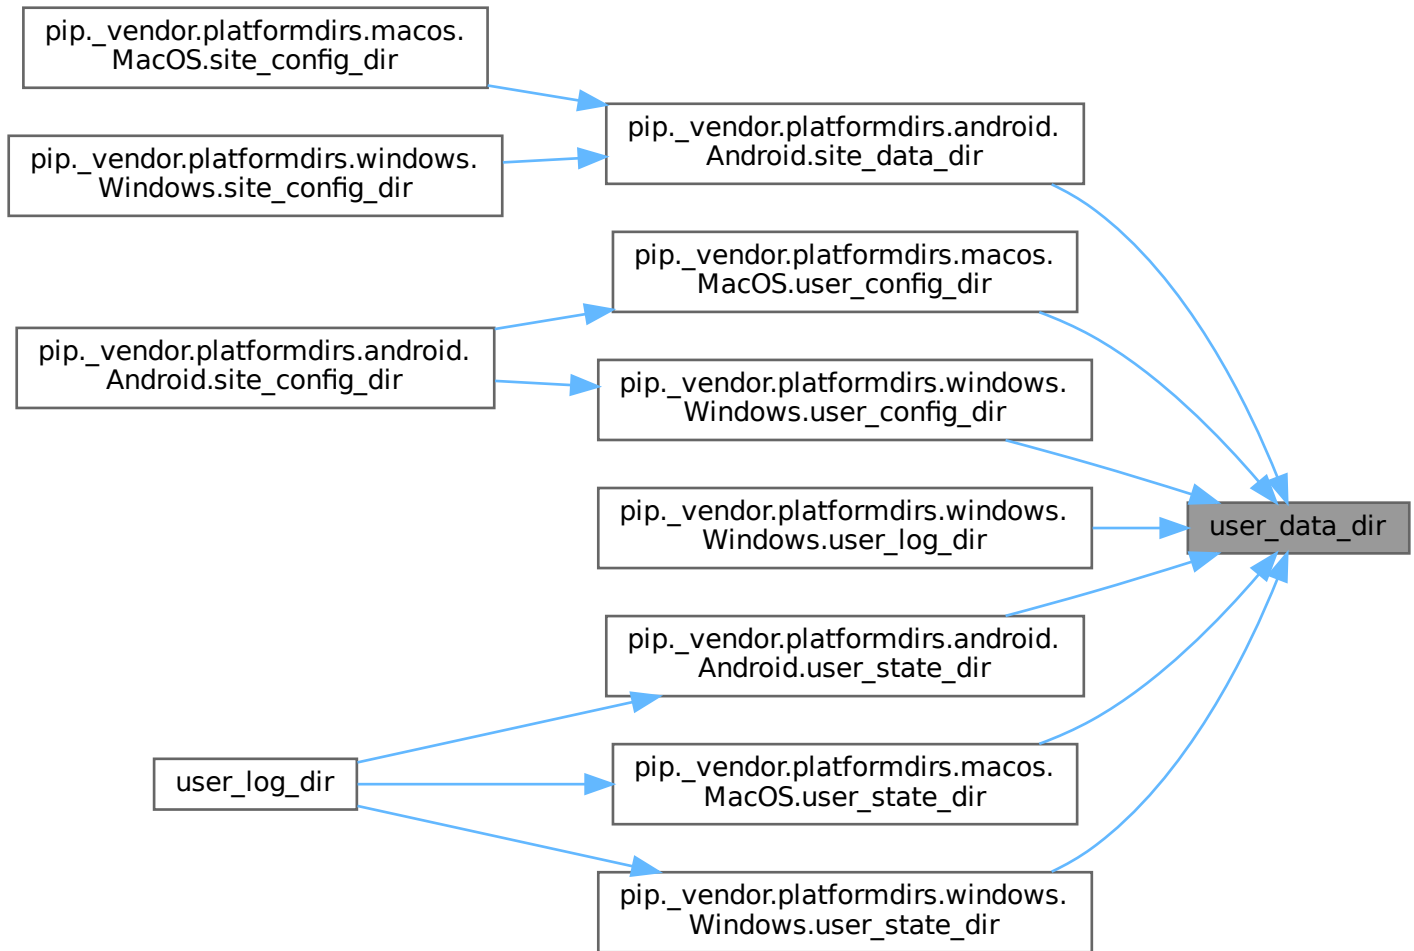 pip._vendor.platformdirs.macos.
MacOS.site_config_dir
pip._vendor.platformdirs.windows.
Windows.site_config_dir
pip._vendor.platformdirs.android.
Android.site_config_dir
user_log_dir
pip._vendor.platformdirs.android.
Android.site_data_dir
pip._vendor.platformdirs.macos.
MacOS.user_config_dir
pip._vendor.platformdirs.windows.
Windows.user_config_dir
pip._vendor.platformdirs.windows.
Windows.user_log_dir
pip._vendor.platformdirs.android.
Android.user_state_dir
pip._vendor.platformdirs.macos.
MacOS.user_state_dir
pip._vendor.platformdirs.windows.
Windows.user_state_dir
user_data_dir